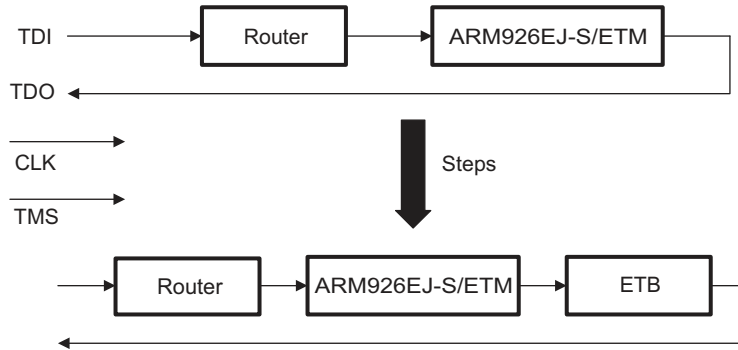 TDI
Router
ARM926EJ-S/ETM
TDO
CLK
Steps
TMS
Router
ARM926EJ-S/ETM
ETB